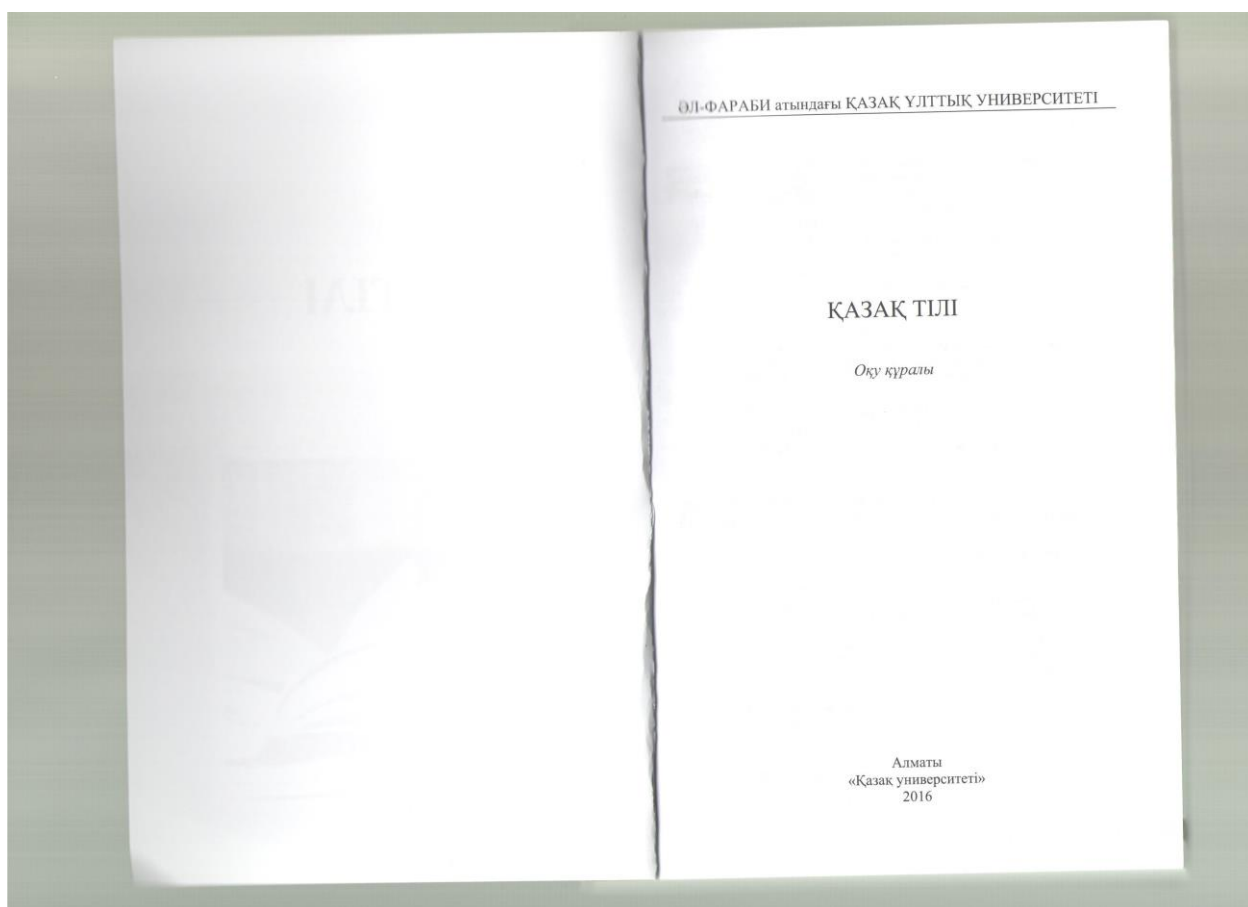 ӘЛ-ФАРАБИ атындағы ҚАЗАҚ ҰЛТТЫҚ УНИВЕРСИТЕТІ
ҚАЗАҚ ТІЛІ
Оқу құралы
Алматы
«Қазақ университеті»
2016